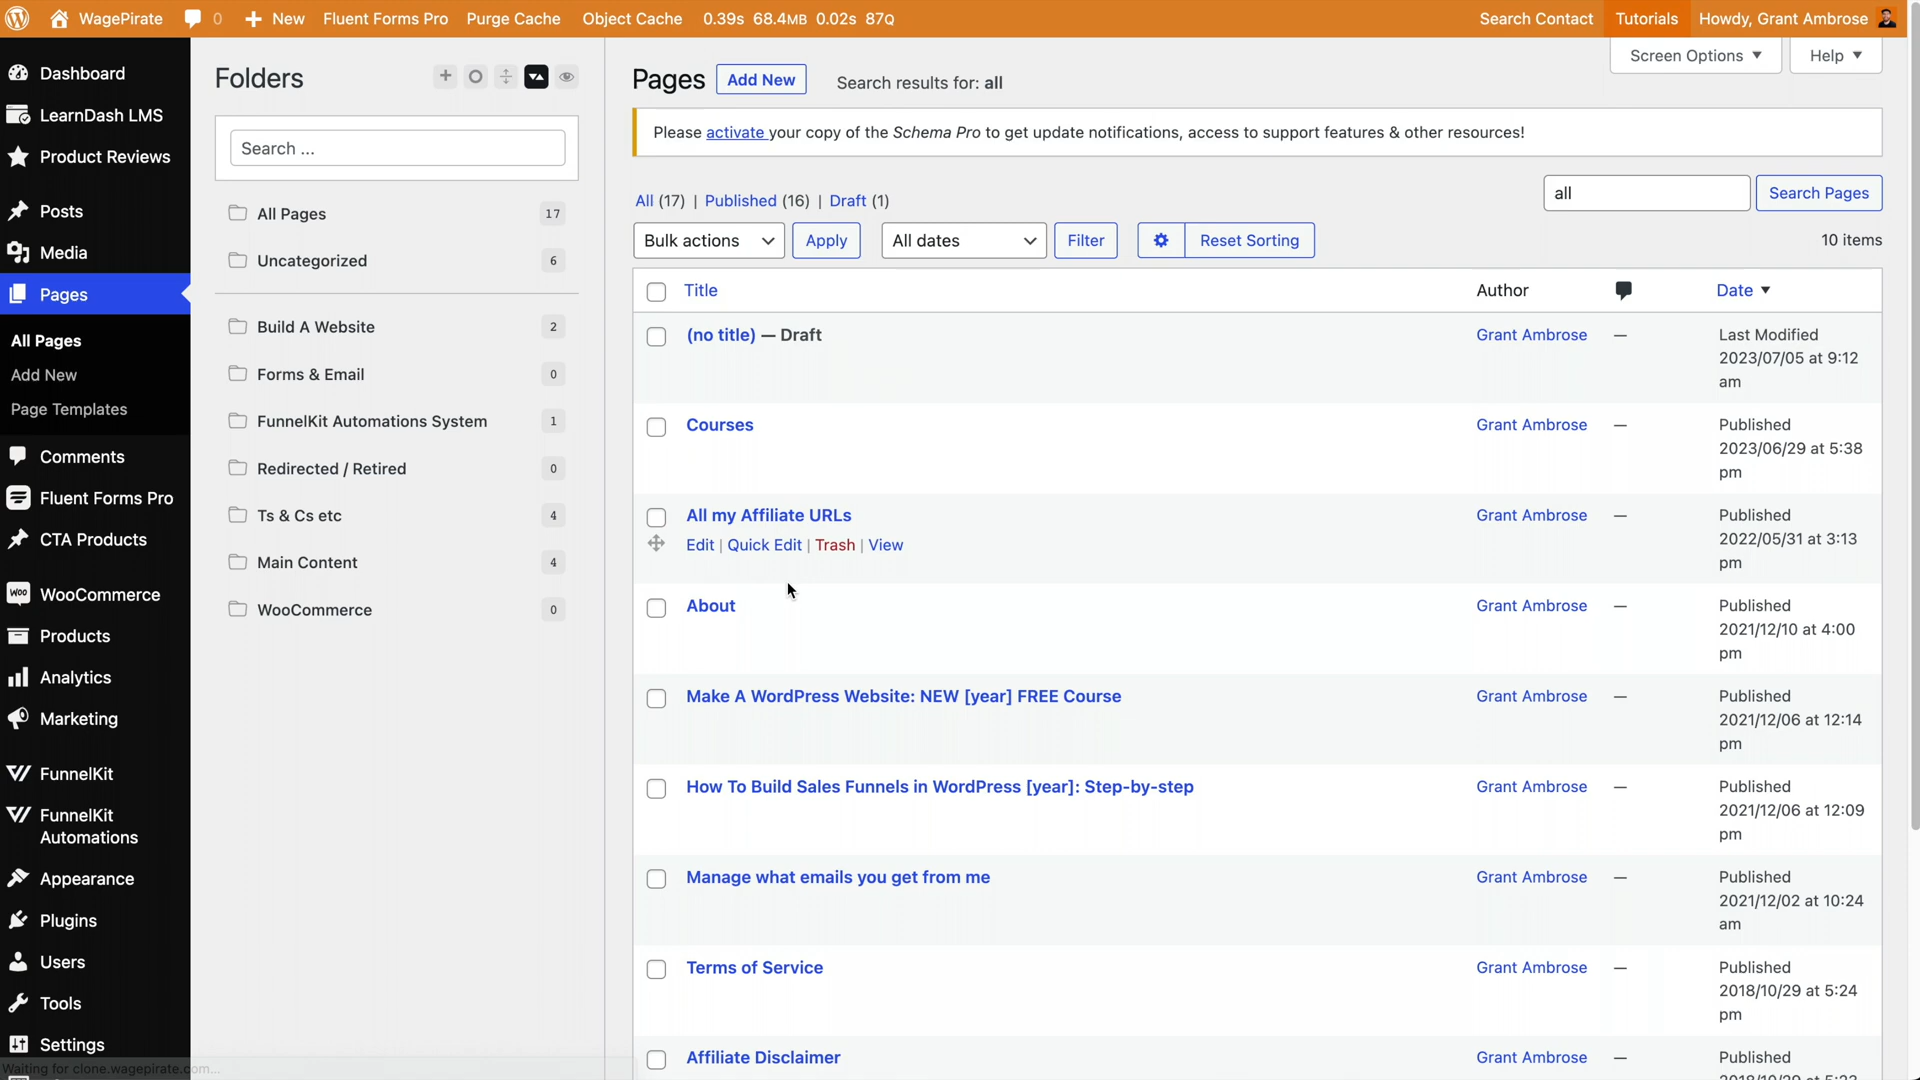 WagePirate 0 New Fluent Forms Pro Purge Cache Object Cache 0.39s 68.4MB 0.02s 87Q Search Contact Tutorials Howdy, Grant Ambrose
Dashboard
LearnDash LMS
Product Reviews
Posts
Media
Pages
All Pages
Add New
Page Templates
Comments
Fluent Forms Pro
CTA Products
WOO WooCommerce
Products
Analytics
Marketing
FunnelKit
FunnelKit
Automations
Appearance
Plugins
Users
Tools
Settings
Waiting for clone.wagepirate.com...
Folders
Search ...
All Pages 17
Uncategorized 6
Build A Website 2
Forms & Email 0
FunnelKit Automations System 1
Redirected / Retired 0
Ts & Cs etc 4
Main Content 4
WooCommerce 0
Screen Options Help
Pages Add New Search results for: all
Please activate your copy of the Schema Pro to get update notifications, access to support features & other resources!
All (17) | Published (16) | Draft (1)
all Search Pages
Bulk actions Apply All dates Filter Reset Sorting 10 items
Title Author Date
(no title) — Draft Grant Ambrose — Last Modified
2023/07/05 at 9:12
am
Courses Grant Ambrose — Published
2023/06/29 at 5:38
pm
All my Affiliate URLs Grant Ambrose — Published
Edit | Quick Edit | Trash | View 2022/05/31 at 3:13
pm
About Grant Ambrose — Published
2021/12/10 at 4:00
pm
Make A WordPress Website: NEW [year] FREE Course Grant Ambrose — Published
2021/12/06 at 12:14
pm
How To Build Sales Funnels in WordPress [year]: Step-by-step Grant Ambrose — Published
2021/12/06 at 12:09
pm
Manage what emails you get from me Grant Ambrose — Published
2021/12/02 at 10:24
am
Terms of Service Grant Ambrose — Published
2018/10/29 at 5:24
pm
Affiliate Disclaimer Grant Ambrose — Published